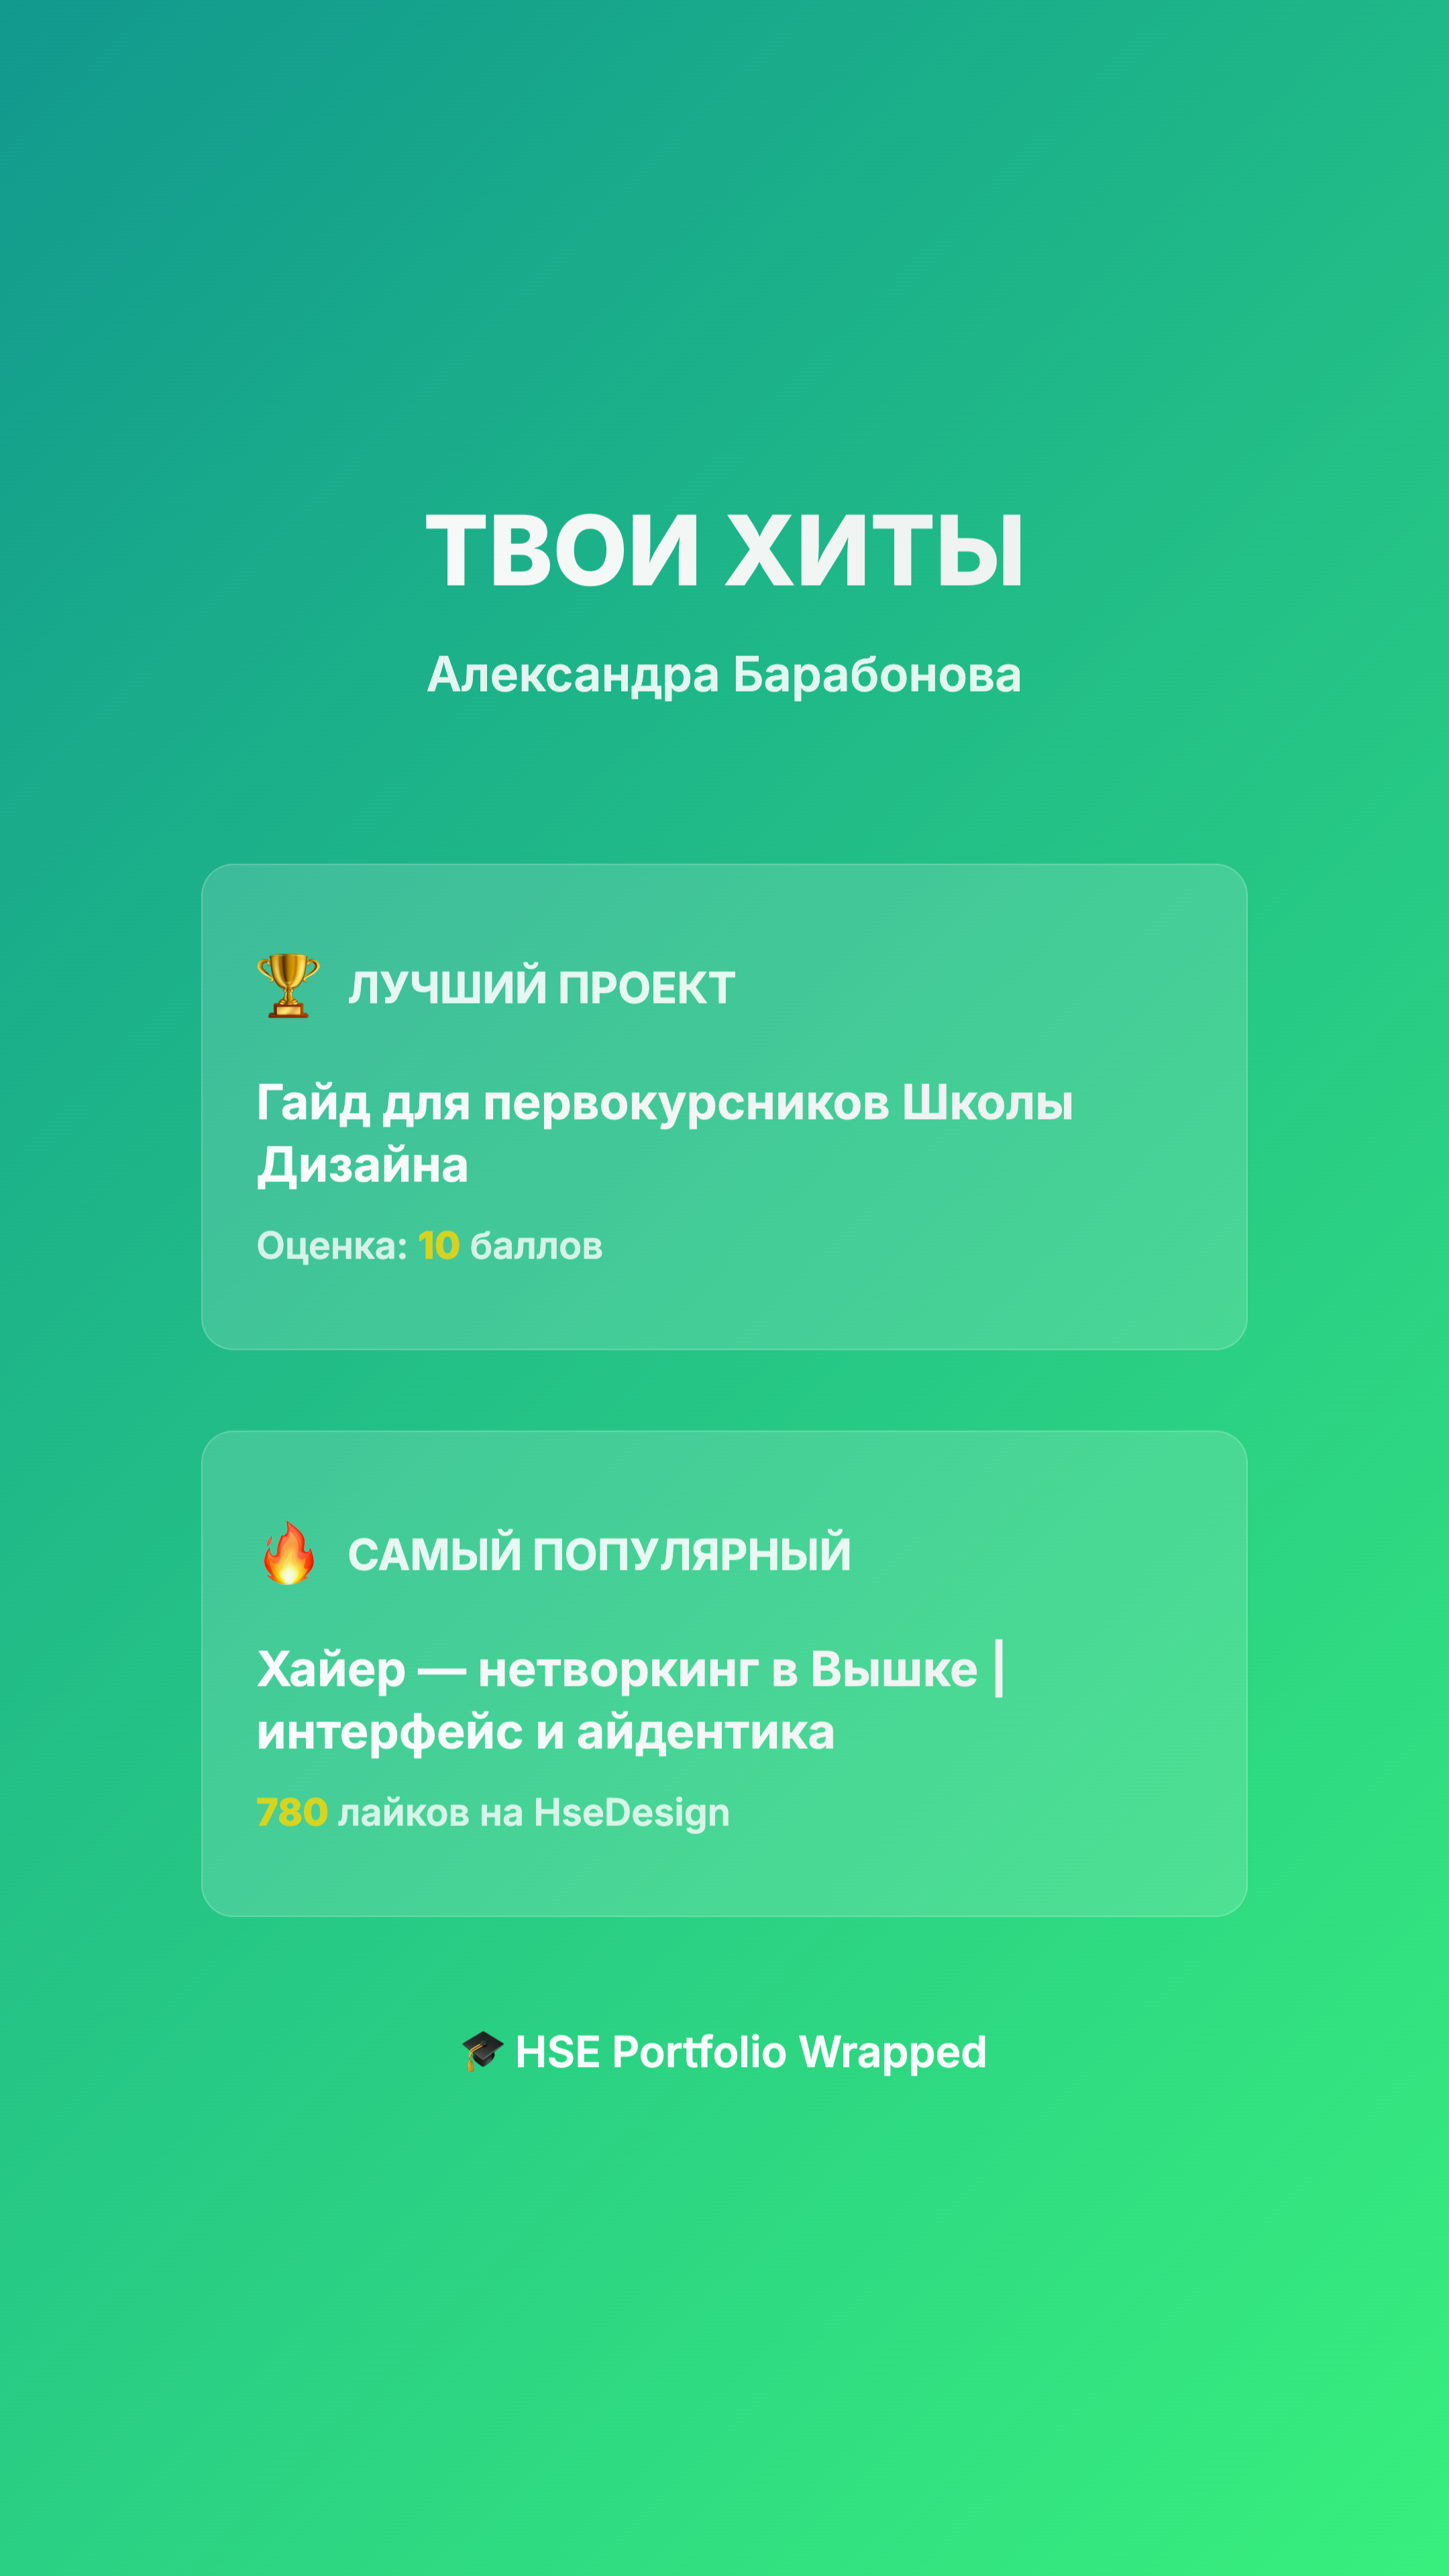 ТВОИ ХИТЫ
Александра Барабонова
🏆 ЛУЧШИЙ ПРОЕКТ
Гайд для первокурсников Школы
Дизайна
Оценка: 10 баллов
🔥 САМЫЙ ПОПУЛЯРНЫЙ
Хайер — нетворкинг в Вышке |
интерфейс и айдентика
780 лайков на HseDesign
🎓 HSE Portfolio Wrapped